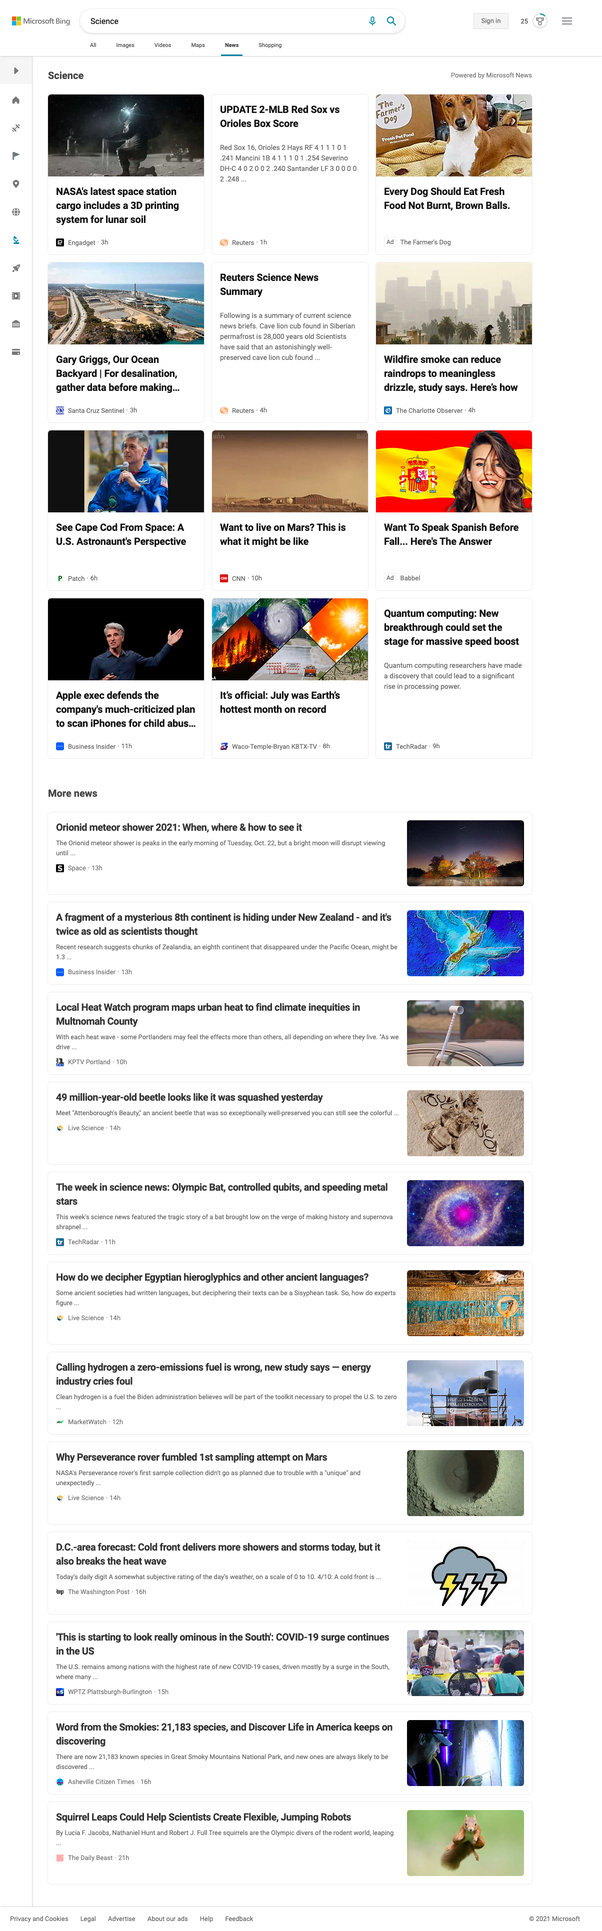 Microsoft Bing
Science
Sign in
25
All Images Videos Maps News Shopping
Science
Powered by Microsoft News
NASA's latest space station
cargo includes a 3D printing
system for lunar soil
Engadget · 3h
UPDATE 2-MLB Red Sox vs
Orioles Box Score
Red Sox 16, Orioles 2 Hays RF 4 1 1 1 0 1
.241 Mancini 1B 4 1 1 1 0 1 .254 Severino
DH-C 4 0 2 0 0 2 .240 Santander LF 3 0 0 0 0
2 .248 ...
Reuters · 1h
The
Farmer's
Dog
Fresh Pet Food
Every Dog Should Eat Fresh
Food Not Burnt, Brown Balls.
Ad The Farmer's Dog
Gary Griggs, Our Ocean
Backyard | For desalination,
gather data before making...
Santa Cruz Sentinel · 3h
Reuters Science News
Summary
Following is a summary of current science
news briefs. Cave lion cub found in Siberian
permafrost is 28,000 years old Scientists
have said that an astonishingly well-
preserved cave lion cub found ...
Reuters · 4h
Wildfire smoke can reduce
raindrops to meaningless
drizzle, study says. Here's how
The Charlotte Observer · 4h
See Cape Cod From Space: A
U.S. Astronaut's Perspective
Patch · 6h
Want to live on Mars? This is
what it might be like
CNN · 10h
Want To Speak Spanish Before
Fall... Here's The Answer
Ad Babbel
Apple exec defends the
company's much-criticized plan
to scan iPhones for child abus...
Business Insider · 11h
It's official: July was Earth's
hottest month on record
Waco-Temple-Bryan KBTX-TV · 8h
Quantum computing: New
breakthrough could set the
stage for massive speed boost
Quantum computing researchers have made
a discovery that could lead to a significant
rise in processing power.
TechRadar · 9h
More news
Orionid meteor shower 2021: When, where & how to see it
The Orionid meteor shower is peaks in the early morning of Tuesday, Oct. 22, but a bright moon will disrupt viewing
until ...
Space · 13h
A fragment of a mysterious 8th continent is hiding under New Zealand - and it's
twice as old as scientists thought
Recent research suggests chunks of Zealandia, an eighth continent that disappeared under the Pacific Ocean, might be
1.3 ...
Business Insider · 13h
Local Heat Watch program maps urban heat to find climate inequities in
Multnomah County
With each heat wave - some Portlanders may feel the effects more than others, all depending on where they live. "As we
drive ...
KPTV Portland · 10h
49 million-year-old beetle looks like it was squashed yesterday
Meet "Attenborough's Beauty," an ancient beetle that was so exceptionally well-preserved you can still see the colorful ...
Live Science · 14h
The week in science news: Olympic Bat, controlled qubits, and speeding metal
stars
This week's science news featured the tragic story of a bat brought low on the verge of making history and supernova
shrapnel ...
TechRadar · 11h
How do we decipher Egyptian hieroglyphics and other ancient languages?
Some ancient societies had written languages, but deciphering their texts can be a Sisyphean task. So, how do experts
figure ...
Live Science · 14h
Calling hydrogen a zero-emissions fuel is wrong, new study says — energy
industry cries foul
Clean hydrogen is a fuel the Biden administration believes will be part of the toolkit necessary to propel the U.S. to zero
...
MarketWatch · 12h
Why Perseverance rover fumbled 1st sampling attempt on Mars
NASA's Perseverance rover's first sample collection didn't go as planned due to trouble with a "unique" and
unexpectedly ...
Live Science · 14h
D.C.-area forecast: Cold front delivers more showers and storms today, but it
also breaks the heat wave
Today's daily digit A somewhat subjective rating of the day's weather, on a scale of 0 to 10. 4/10: A cold front is ...
The Washington Post · 16h
'This is starting to look really ominous in the South': COVID-19 surge continues
in the US
The U.S. remains among nations with the highest rate of new COVID-19 cases, driven mostly by a surge in the South,
where many ...
WPTZ Plattsburgh-Burlington · 15h
Word from the Smokies: 21,183 species, and Discover Life in America keeps on
discovering
There are now 21,183 known species in Great Smoky Mountains National Park, and new ones are always likely to be
discovered ...
Asheville Citizen Times · 16h
Squirrel Leaps Could Help Scientists Create Flexible, Jumping Robots
By Lucia F. Jacobs, Nathaniel Hunt and Robert J. Full Tree squirrels are the Olympic divers of the rodent world, leaping
...
The Daily Beast · 21h
Privacy and Cookies Legal Advertise About our ads Help Feedback © 2021 Microsoft